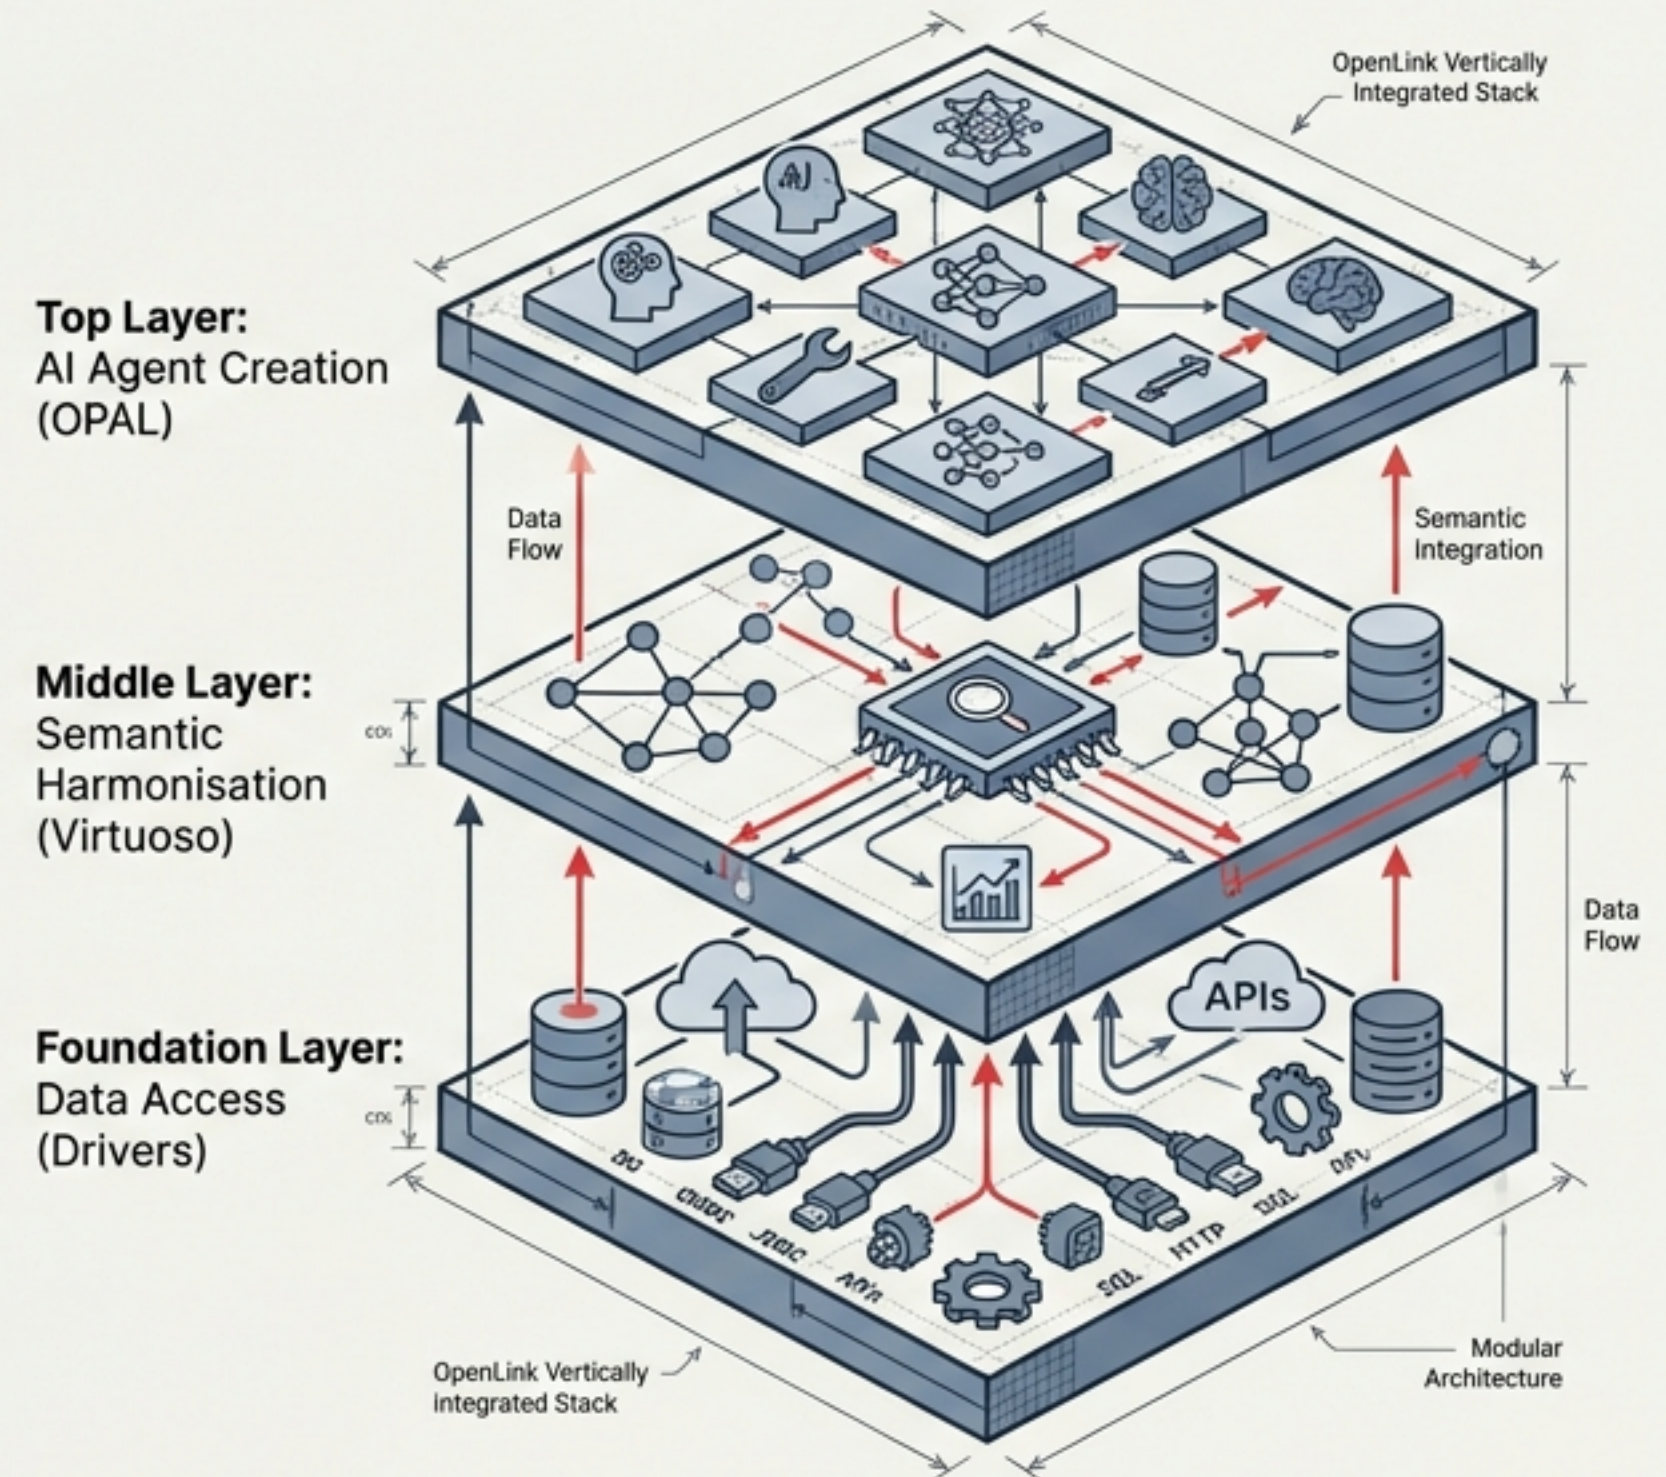 OpenLink Vertically
Integrated Stack
AI
Top Layer:
AI Agent Creation
(OPAL)
Data
Flow
Semantic
Integration
Middle Layer:
Semantic
Harmonisation
(Virtuoso)
Data
Flow
APIs
Foundation Layer:
Data Access
(Drivers)
HTTP
SQL
Modular
Architecture
OpenLink Vertically
Integrated Stack